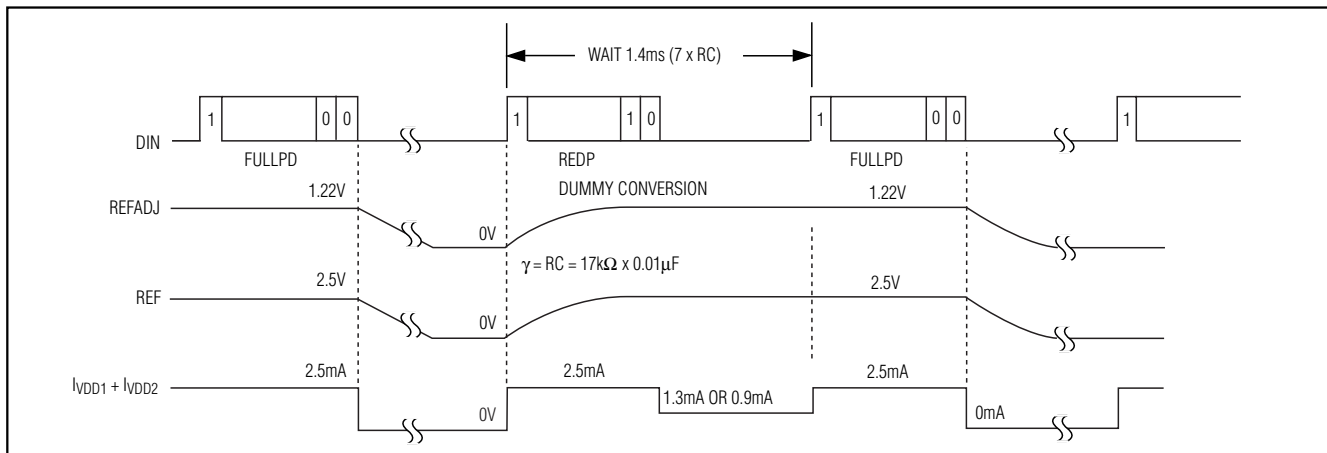 WAIT 1.4ms (7 x RC)
DIN
1
0 0
1
1 0
1
0 0
1
FULLPD
REDP
FULLPD
DUMMY CONVERSION
REFADJ
1.22V
0V
1.22V
γ = RC = 17kΩ x 0.01μF
REF
2.5V
0V
2.5V
IVDD1 + IVDD2
2.5mA
0V
2.5mA
1.3mA OR 0.9mA
2.5mA
0mA